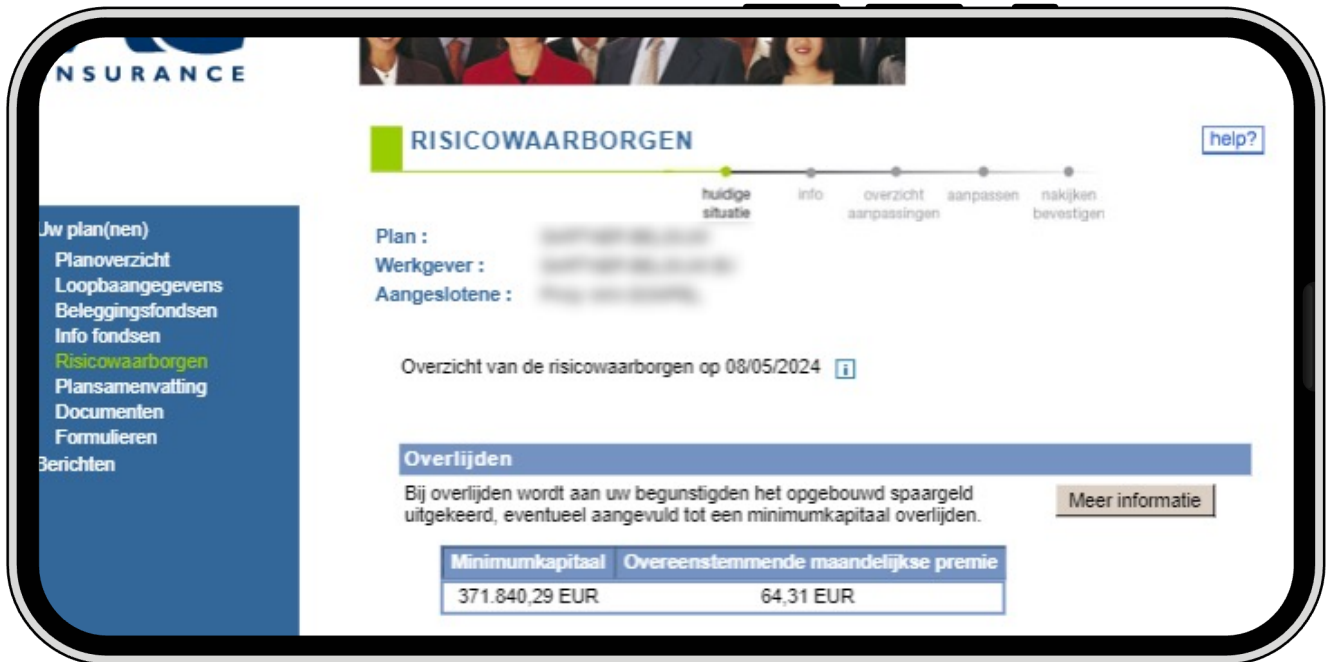 INSURANCE
RISICOWAARBORGEN
help?
huidige situatie
info
overzicht aanpassingen
aanpassen
nakijken bevestigen
Uw plan(nen)
Planoverzicht
Loopbaangegevens
Beleggingsfondsen
Info fondsen
Risicowaarborgen
Plansamenvatting
Documenten
Formulieren
Berichten
Plan :
Werkgever :
Aangeslotene :
Overzicht van de risicowaarborgen op 08/05/2024 i
Overlijden
Bij overlijden wordt aan uw begunstigden het opgebouwd spaargeld
uitgekeerd, eventueel aangevuld tot een minimumkapitaal overlijden.
Meer informatie
Minimumkapitaal Overeenstemmende maandelijkse premie
371.840,29 EUR 64,31 EUR